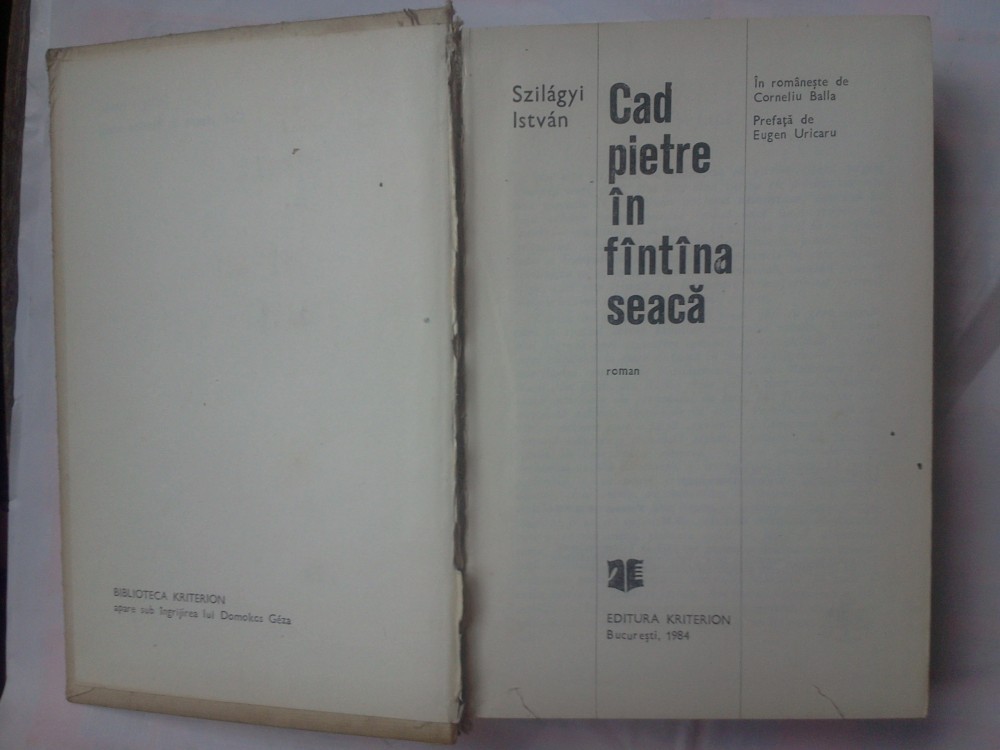 BIBLIOTECA KRITERION
apare sub îngrijirea lui Domokos Géza
Szilágyi
István
Cad
pietre
în
fîntîna
seacă
roman
În românește de
Corneliu Balla
Prefață de
Eugen Uricaru
EDITURA KRITERION
București, 1984